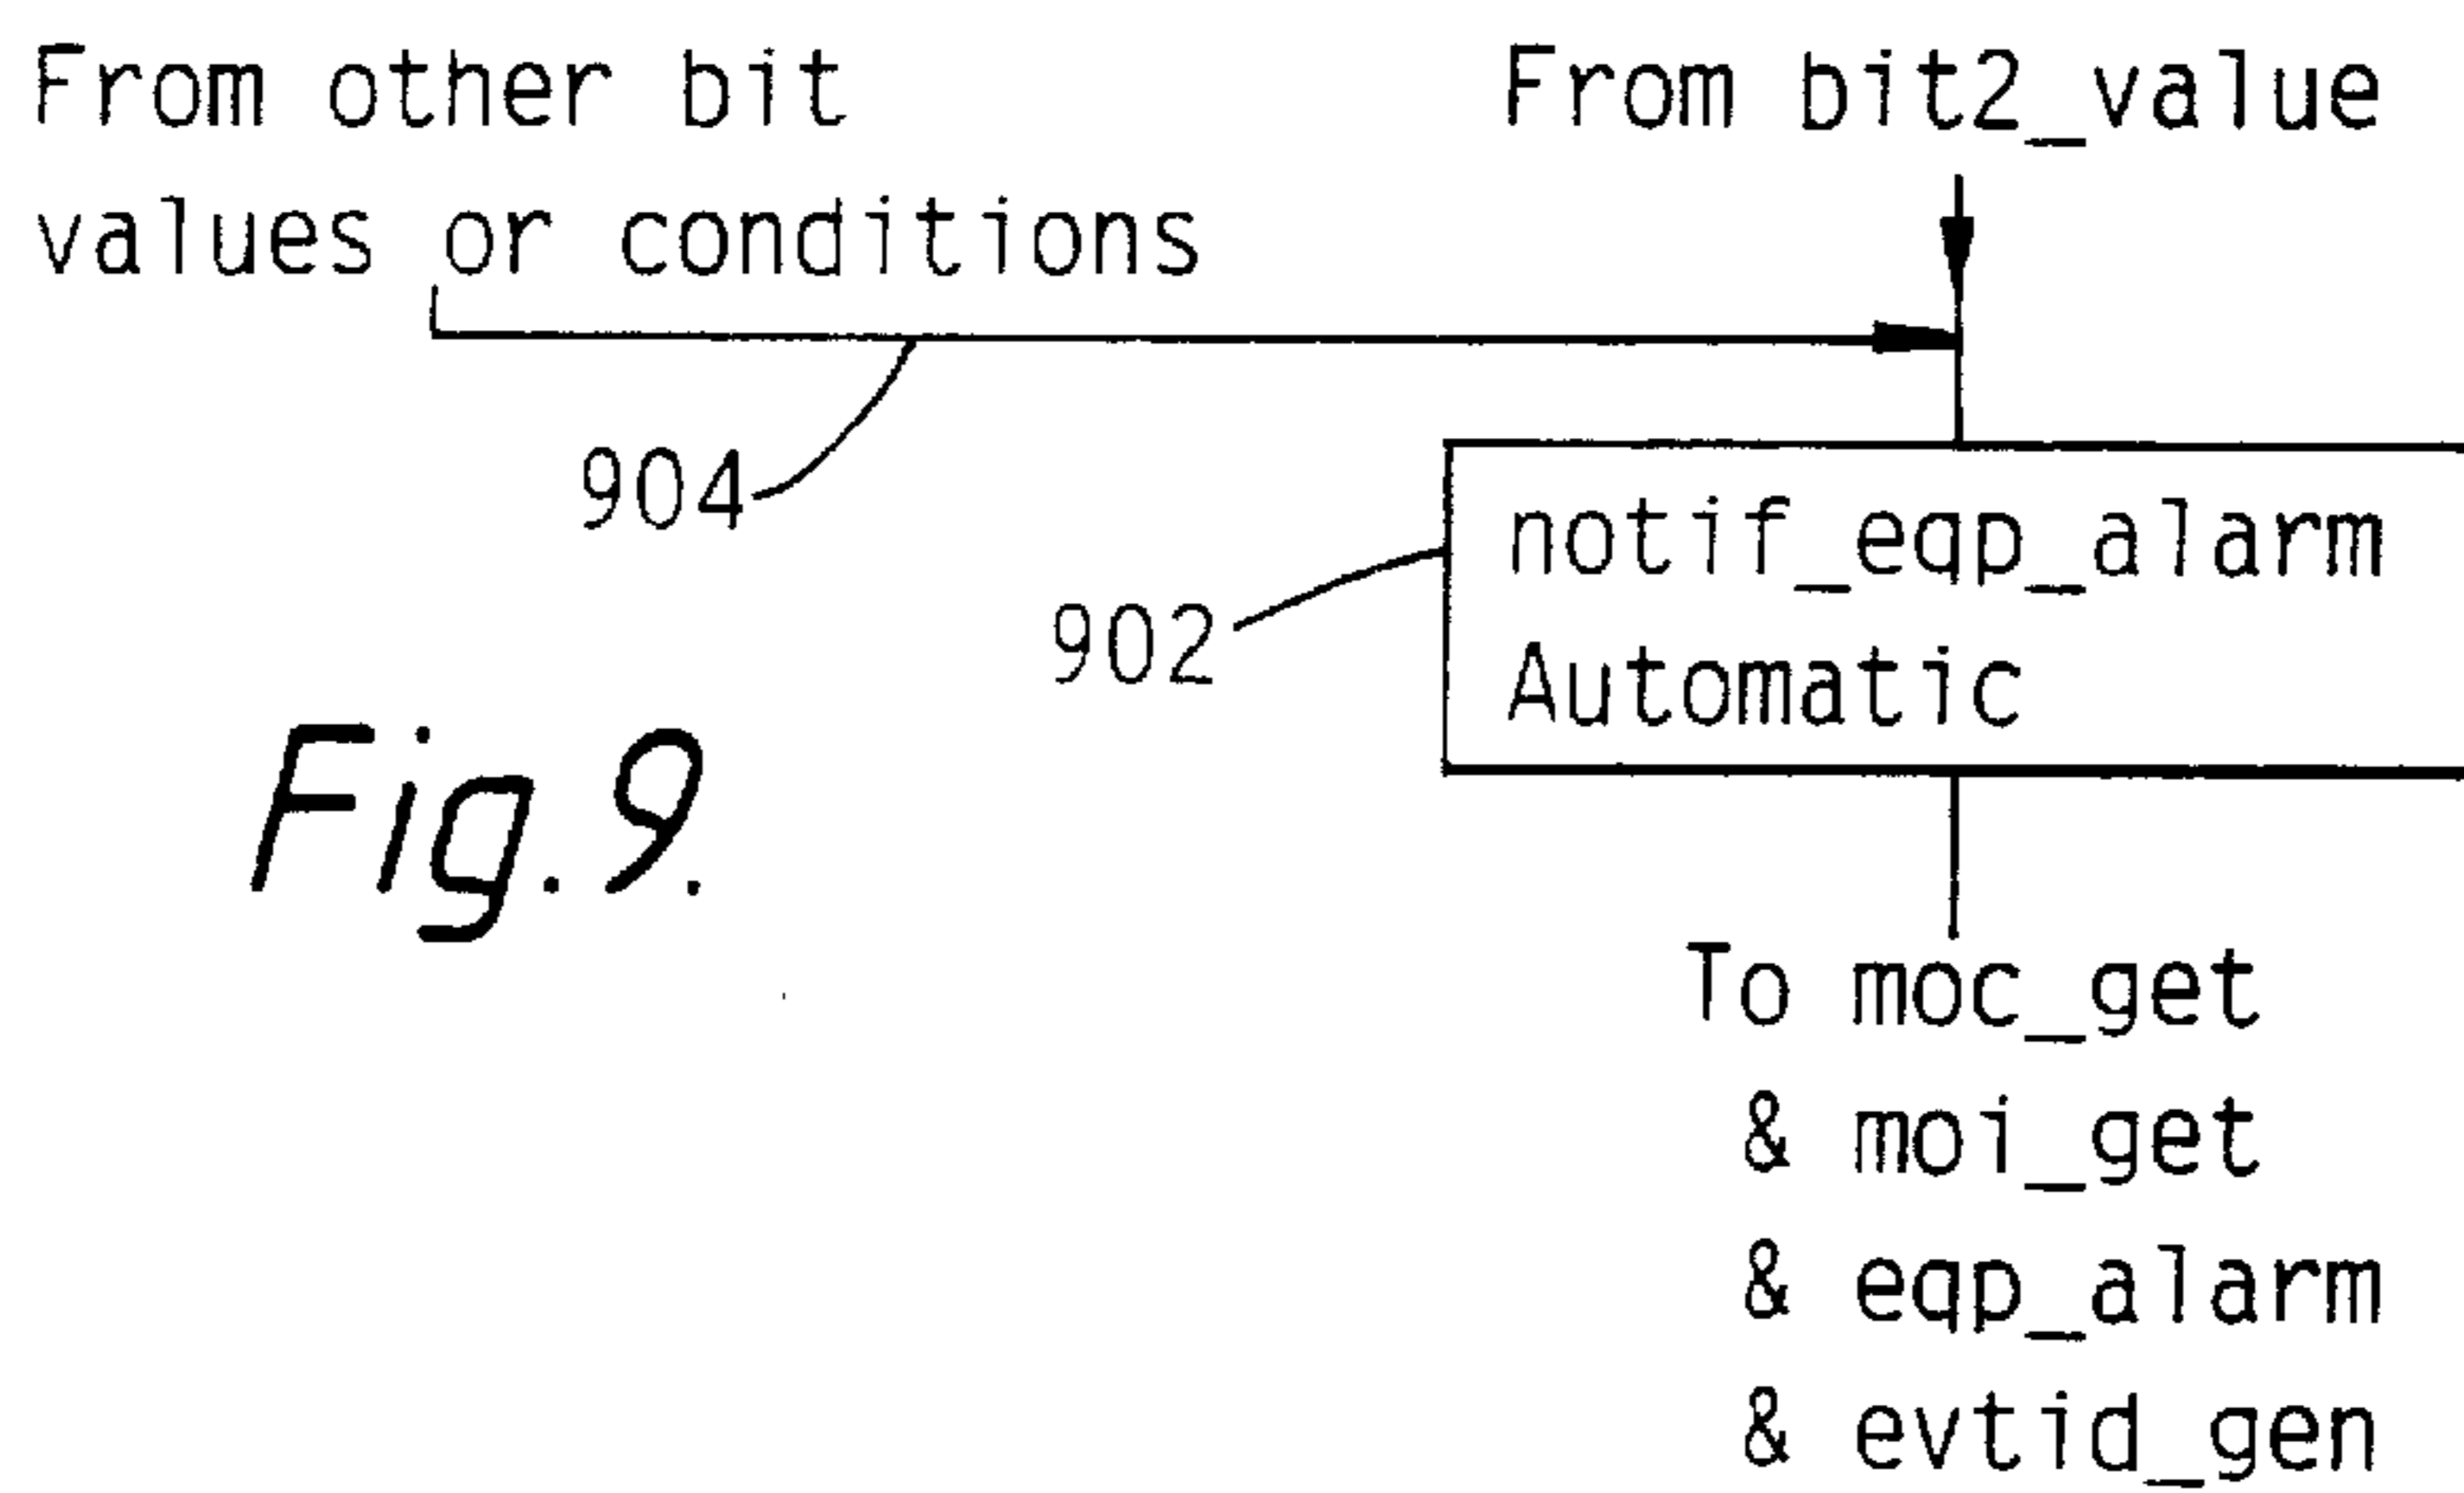 From other bit
values or conditions
From bit2_value
904
902
notif_eqp_alarm
Automatic
Fig.9.
To moc_get
& moi_get
& eqp_alarm
& evtid_gen